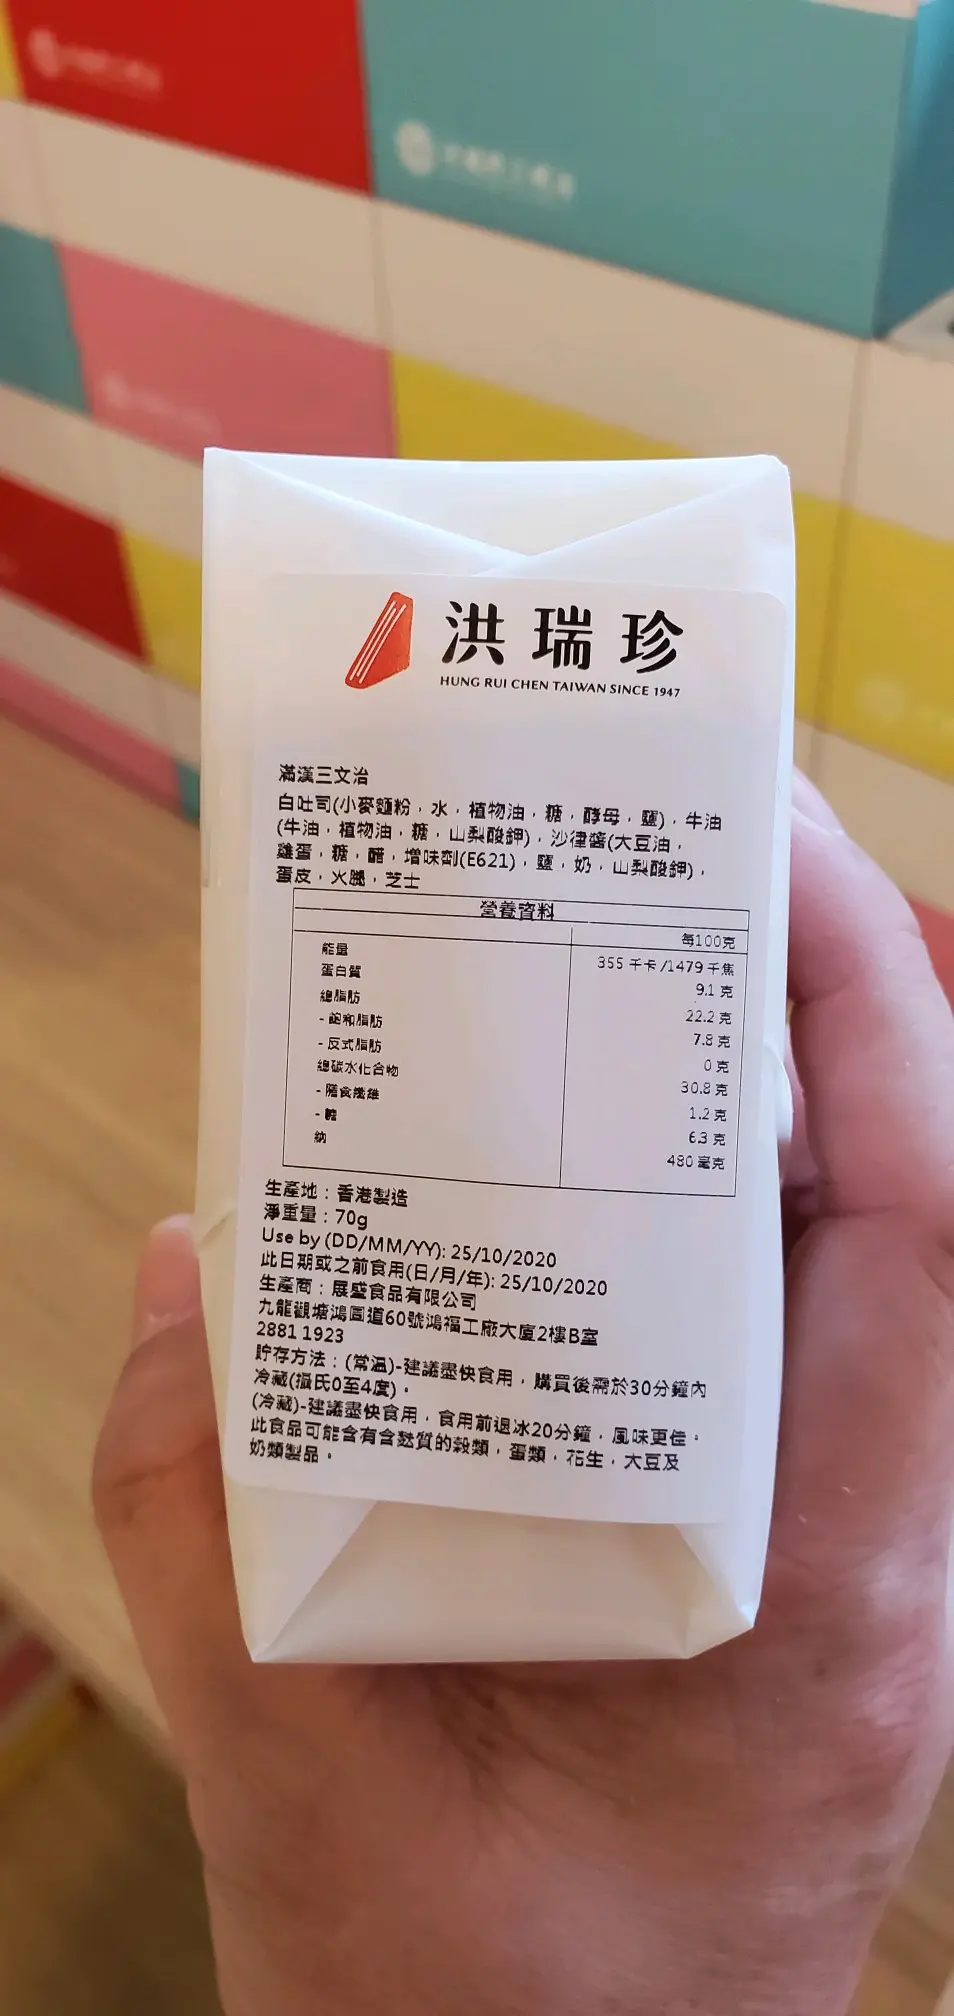 洪瑞珍
HUNG RUI CHEN TAIWAN SINCE 1947
滿漢三文治
白吐司(小麥麵粉，水，植物油，糖，酵母，鹽)，牛油
(牛油，植物油，糖，山梨酸鉀)，沙律醬(大豆油，
雞蛋，糖，醋，增味劑(E621)，鹽，奶，山梨酸鉀)，
蛋皮，火腿，芝士
營養資料
每100克
能量 355 千卡/1479 千焦
蛋白質 9.1 克
總脂肪 22.2 克
- 飽和脂肪 7.8 克
- 反式脂肪 0 克
總碳水化合物 30.8 克
- 膳食纖維 1.2 克
- 糖 6.3 克
鈉 480 毫克
生產地：香港製造
淨重量：70g
Use by (DD/MM/YY): 25/10/2020
此日期或之前食用(日/月/年): 25/10/2020
生產商：展盛食品有限公司
九龍觀塘鴻圖道60號鴻福工廠大廈2樓B室
2881 1923
貯存方法：(常溫)-建議盡快食用，購買後需於30分鐘內
冷藏(攝氏0至4度)。
(冷藏)-建議盡快食用，食用前退冰20分鐘，風味更佳。
此食品可能含有含麩質的穀類，蛋類，花生，大豆及
奶類製品。